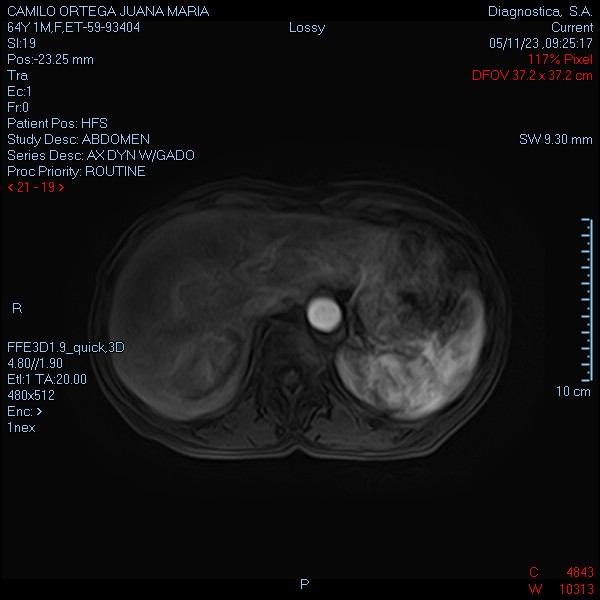 CAMILO ORTEGA JUANA MARIA
64Y 1M,F,ET-59-93404
Sl:19
Pos:-23.25 mm
Tra
Ec:1
Fr:0
Patient Pos: HFS
Study Desc: ABDOMEN
Series Desc: AX DYN W/GADO
Proc Priority: ROUTINE
< 21 - 19 >
Lossy
Diagnostica, S.A.
Current
05/11/23 ,09:25:17
117% Pixel
DFOV 37.2 x 37.2 cm
SW 9.30 mm
R
FFE3D1.9_quick,3D
4.80//1.90
Etl:1 TA:20.00
480x512
Enc: >
1nex
10 cm
P
C 4843
W 10313